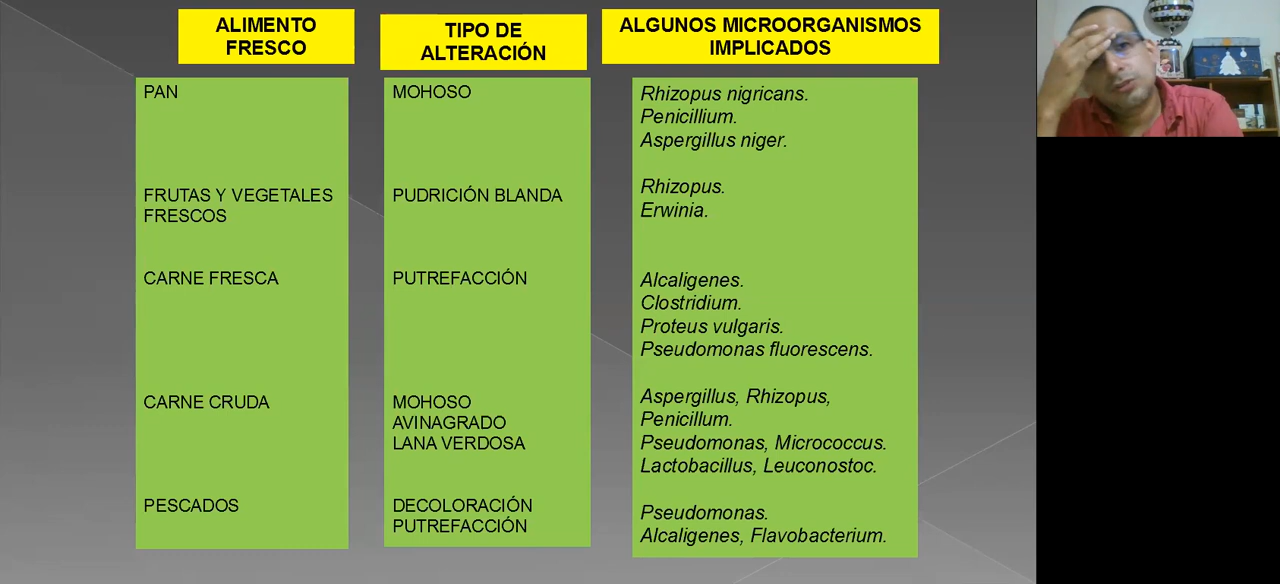 ALIMENTO
FRESCO
TIPO DE
ALTERACIÓN
ALGUNOS MICROORGANISMOS
IMPLICADOS
PAN
MOHOSO
Rhizopus nigricans.
Penicillium.
Aspergillus niger.
FRUTAS Y VEGETALES
FRESCOS
PUDRICIÓN BLANDA
Rhizopus.
Erwinia.
CARNE FRESCA
PUTREFACCIÓN
Alcaligenes.
Clostridium.
Proteus vulgaris.
Pseudomonas fluorescens.
CARNE CRUDA
MOHOSO
AVINAGRADO
LANA VERDOSA
Aspergillus, Rhizopus,
Penicillum.
Pseudomonas, Micrococcus.
Lactobacillus, Leuconostoc.
PESCADOS
DECOLORACIÓN
PUTREFACCIÓN
Pseudomonas.
Alcaligenes, Flavobacterium.